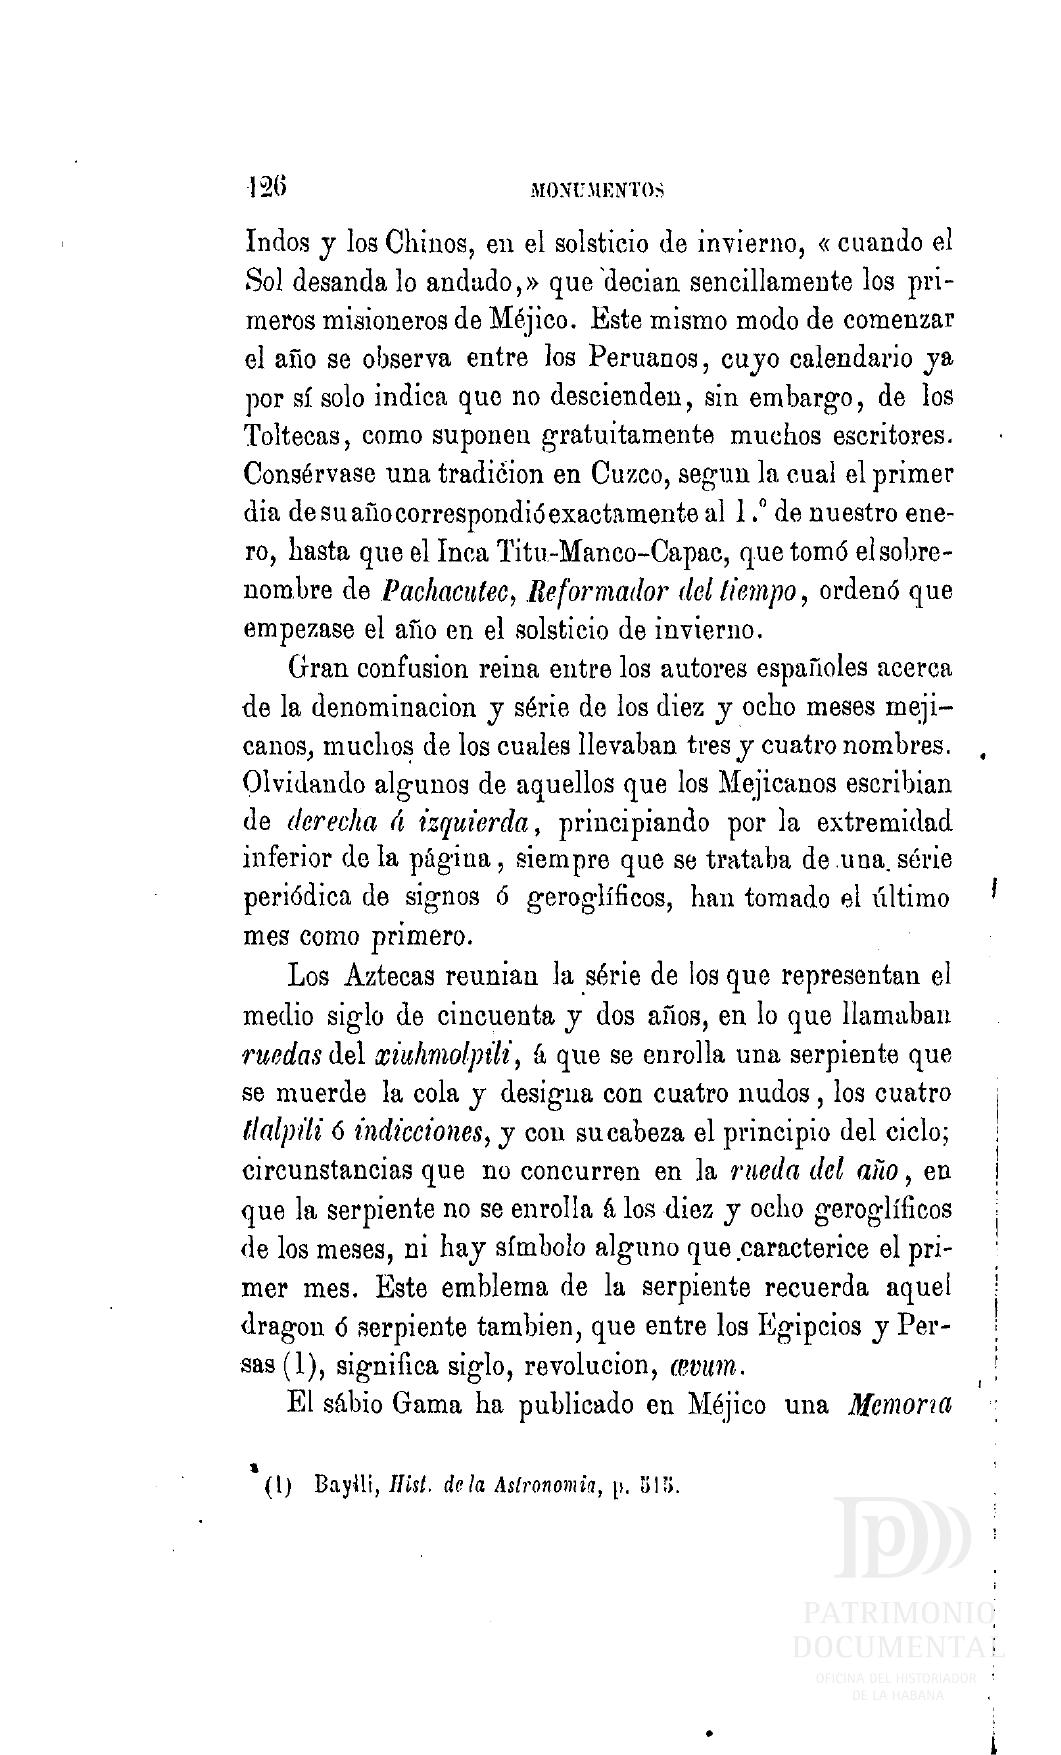 126 MONUMENTOS
Indos y los Chinos, en el solsticio de invierno, « cuando el
Sol desanda lo andado,» que decian sencillamente los pri-
meros misioneros de Méjico. Este mismo modo de comenzar
el año se observa entre los Peruanos, cuyo calendario ya
por sí solo indica que no descienden, sin embargo, de los
Toltecas, como suponen gratuitamente muchos escritores.
Consérvase una tradicion en Cuzco, segun la cual el primer
dia de su año correspondió exactamente al 1.º de nuestro ene-
ro, hasta que el Inca Titu-Manco-Capac, que tomó el sobre-
nombre de Pachacutec, Reformador del tiempo, ordenó que
empezase el año en el solsticio de invierno.
Gran confusion reina entre los autores españoles acerca
de la denominacion y série de los diez y ocho meses meji-
canos, muchos de los cuales llevaban tres y cuatro nombres.
Olvidando algunos de aquellos que los Mejicanos escribian
de derecha á izquierda, principiando por la extremidad
inferior de la página, siempre que se trataba de una série
periódica de signos ó geroglíficos, han tomado el último
mes como primero.
Los Aztecas reunian la série de los que representan el
medio siglo de cincuenta y dos años, en lo que llamaban
ruedas del xiuhmolpili, á que se enrolla una serpiente que
se muerde la cola y designa con cuatro nudos, los cuatro
tlalpili ó indicciones, y con su cabeza el principio del ciclo;
circunstancias que no concurren en la rueda del año, en
que la serpiente no se enrolla á los diez y ocho geroglíficos
de los meses, ni hay símbolo alguno que caracterice el pri-
mer mes. Este emblema de la serpiente recuerda aquel
dragon ó serpiente tambien, que entre los Egipcios y Per-
sas (1), significa siglo, revolucion, ævum.
El sábio Gama ha publicado en Méjico una Memoria
(1) Baylli, Hist. de la Astronomia, p. 515.
PATRIMONIO
DOCUMENTAL
OFICINA DEL HISTORIADOR
DE LA HABANA